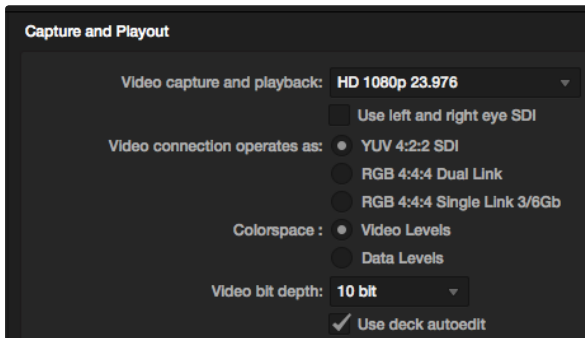 Capture and Playout
Video capture and playback: HD 1080p 23.976
Use left and right eye SDI
Video connection operates as: YUV 4:2:2 SDI
RGB 4:4:4 Dual Link
RGB 4:4:4 Single Link 3/6Gb
Colorspace : Video Levels
Data Levels
Video bit depth: 10 bit
Use deck autoedit